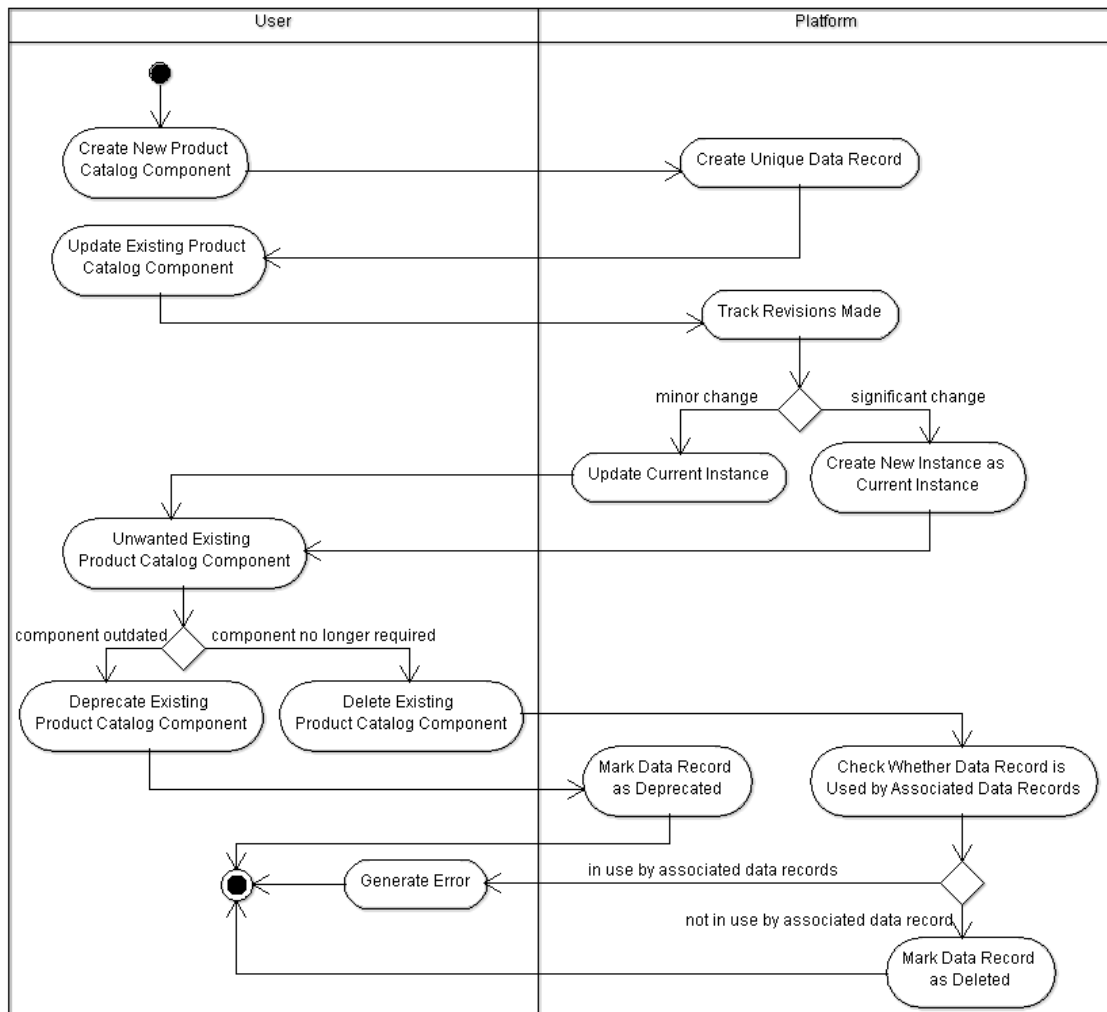 User
Platform
Create New Product
Catalog Component
Create Unique Data Record
Update Existing Product
Catalog Component
Track Revisions Made
minor change
significant change
Update Current Instance
Create New Instance as
Current Instance
Unwanted Existing
Product Catalog Component
component outdated
component no longer required
Deprecate Existing
Product Catalog Component
Delete Existing
Product Catalog Component
Mark Data Record
as Deprecated
Check Whether Data Record is
Used by Associated Data Records
Generate Error
in use by associated data records
not in use by associated data record
Mark Data Record
as Deleted